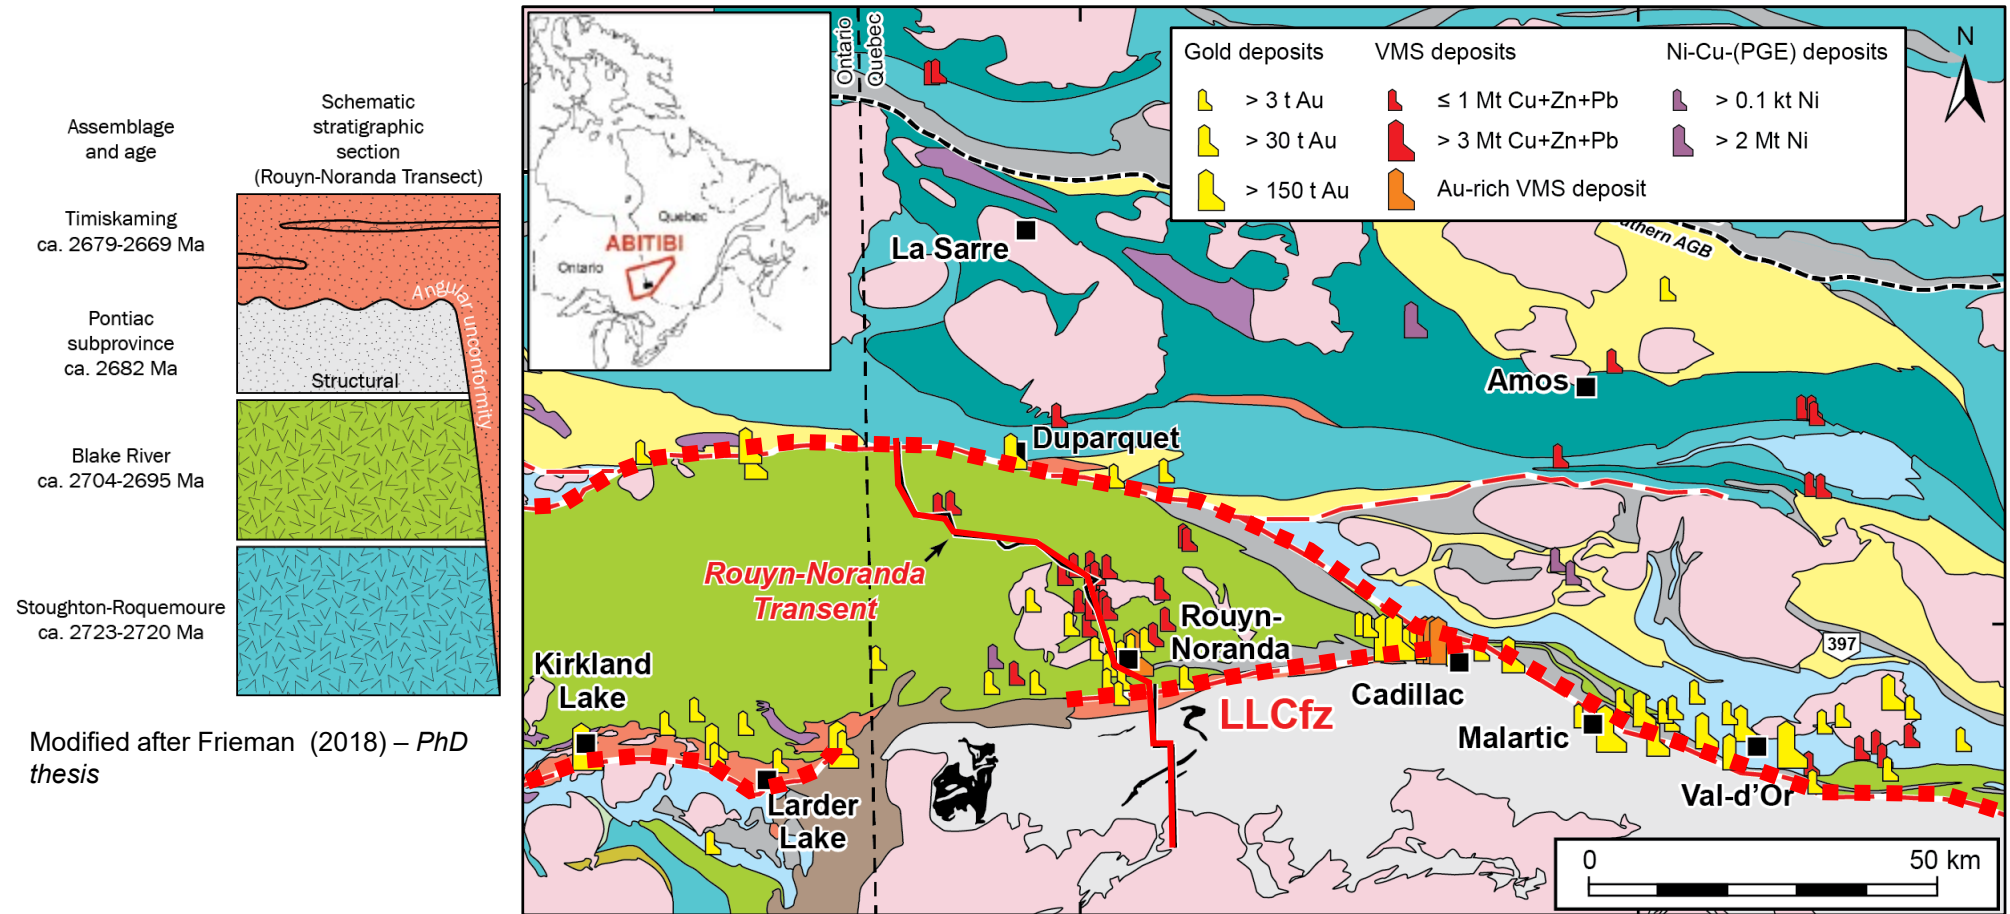 Assemblage
and age
Schematic
stratigraphic
section
(Rouyn-Noranda Transect)
Timiskaming
ca. 2679-2669 Ma
Pontiac
subprovince
ca. 2682 Ma
Blake River
ca. 2704-2695 Ma
Stoughton-Roquemoure
ca. 2723-2720 Ma
Angular unconformity
Structural
Modified after Frieman (2018) – PhD
thesis
Ontario
Quebec
Quebec
ABITIBI
Ontario
Gold deposits
> 3 t Au
> 30 t Au
> 150 t Au
VMS deposits
≤ 1 Mt Cu+Zn+Pb
> 3 Mt Cu+Zn+Pb
Au-rich VMS deposit
Ni-Cu-(PGE) deposits
> 0.1 kt Ni
> 2 Mt Ni
N
AGB
La Sarre
Amos
Duparquet
Rouyn-Noranda
Transent
Rouyn-
Noranda
397
Kirkland
Lake
Cadillac
LLCfz
Malartic
Val-d'Or
Larder
Lake
0
50 km